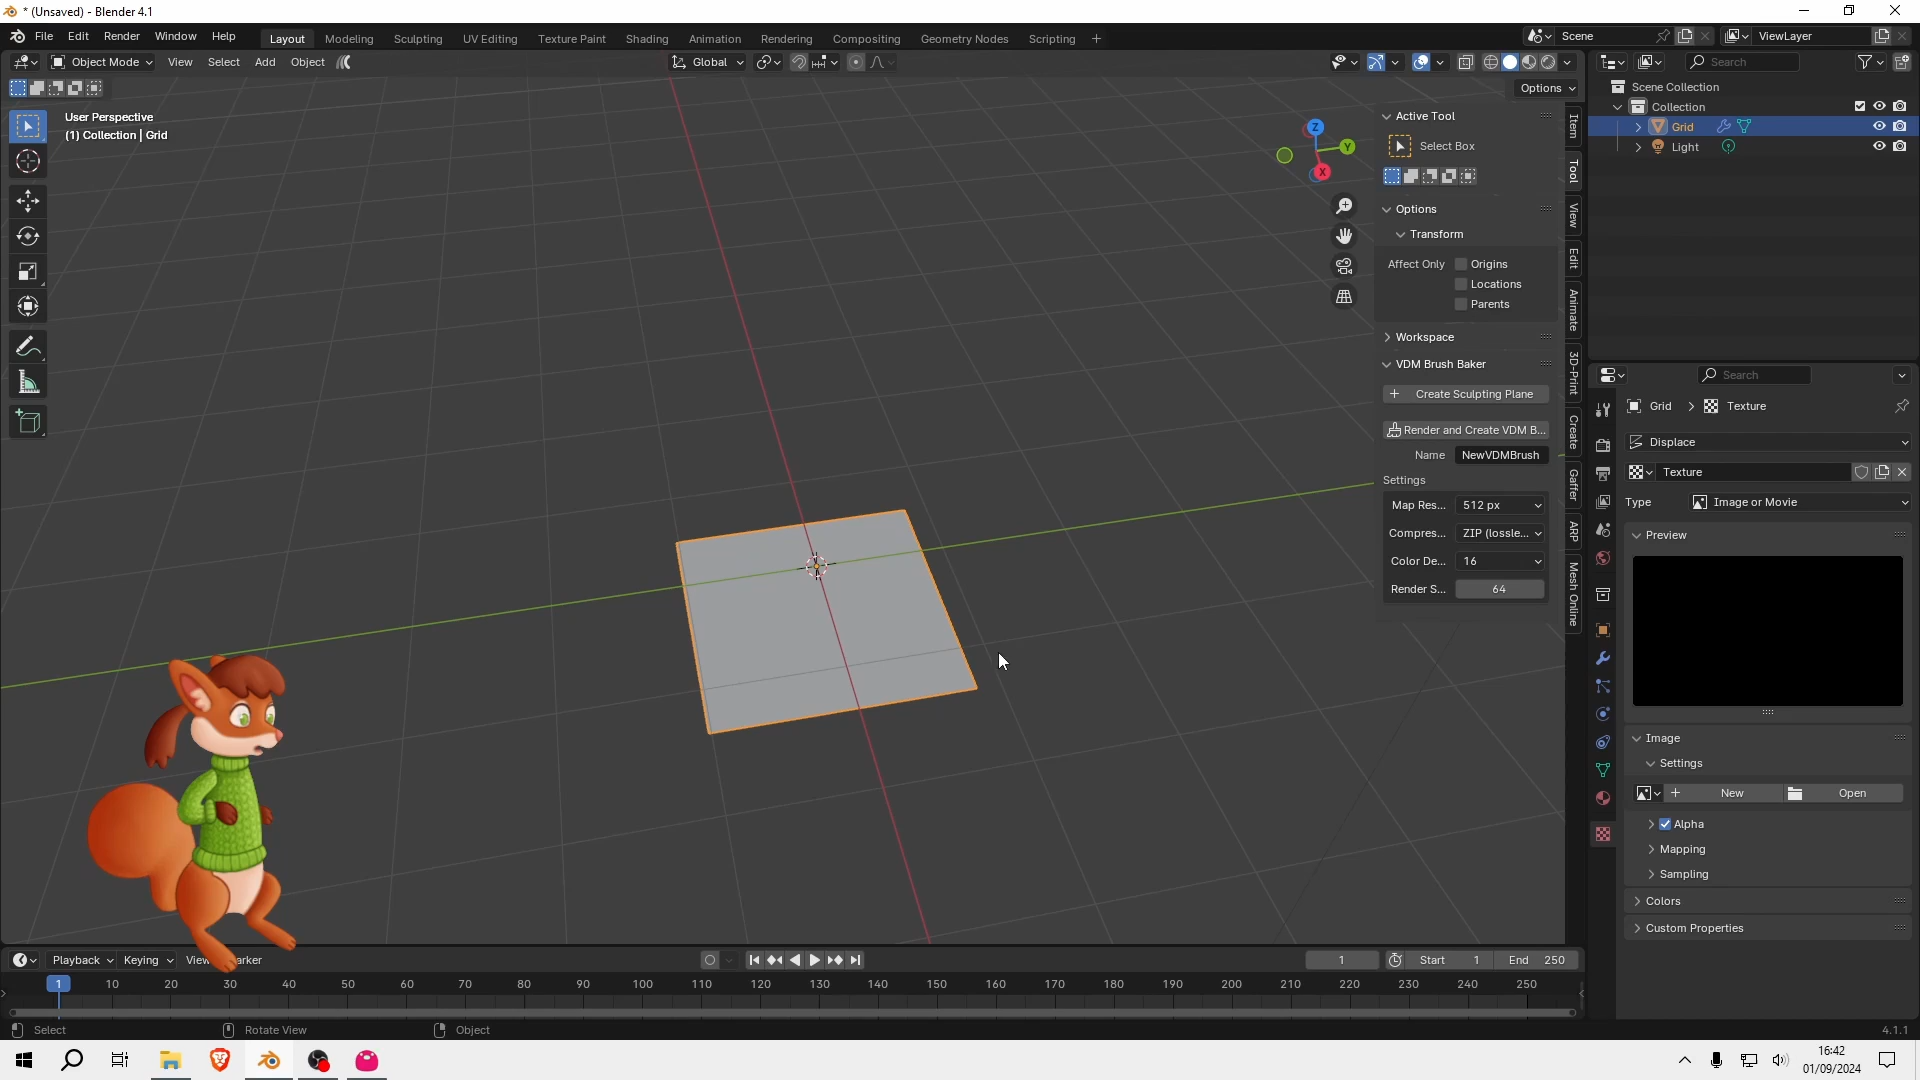 * (Unsaved) - Blender 4.1
File Edit Render Window Help
Layout Modeling Sculpting UV Editing Texture Paint Shading Animation Rendering Compositing Geometry Nodes Scripting +
Scene
ViewLayer
Object Mode View Select Add Object
Global
Search
Options
User Perspective
(1) Collection | Grid
Z
Y
X
Active Tool
Select Box
Options
Transform
Affect Only Origins
Locations
Parents
Workspace
VDM Brush Baker
Create Sculpting Plane
Render and Create VDM B...
Name NewVDMBrush
Settings
Map Res... 512 px
Compres... ZIP (lossle...
Color De... 16
Render S... 64
Item
Tool
View
Edit
Animate
3D-Print
Create
Gaffer
ARP
Mesh Online
Scene Collection
Collection
Grid
Light
Search
Grid > Texture
Displace
Texture
Type Image or Movie
Preview
Image
Settings
New Open
Alpha
Mapping
Sampling
Colors
Custom Properties
Playback Keying View arker
1 Start 1 End 250
1 10 20 30 40 50 60 70 80 90 100 110 120 130 140 150 160 170 180 190 200 210 220 230 240 250
Select Rotate View Object
4.1.1
16:42
01/09/2024